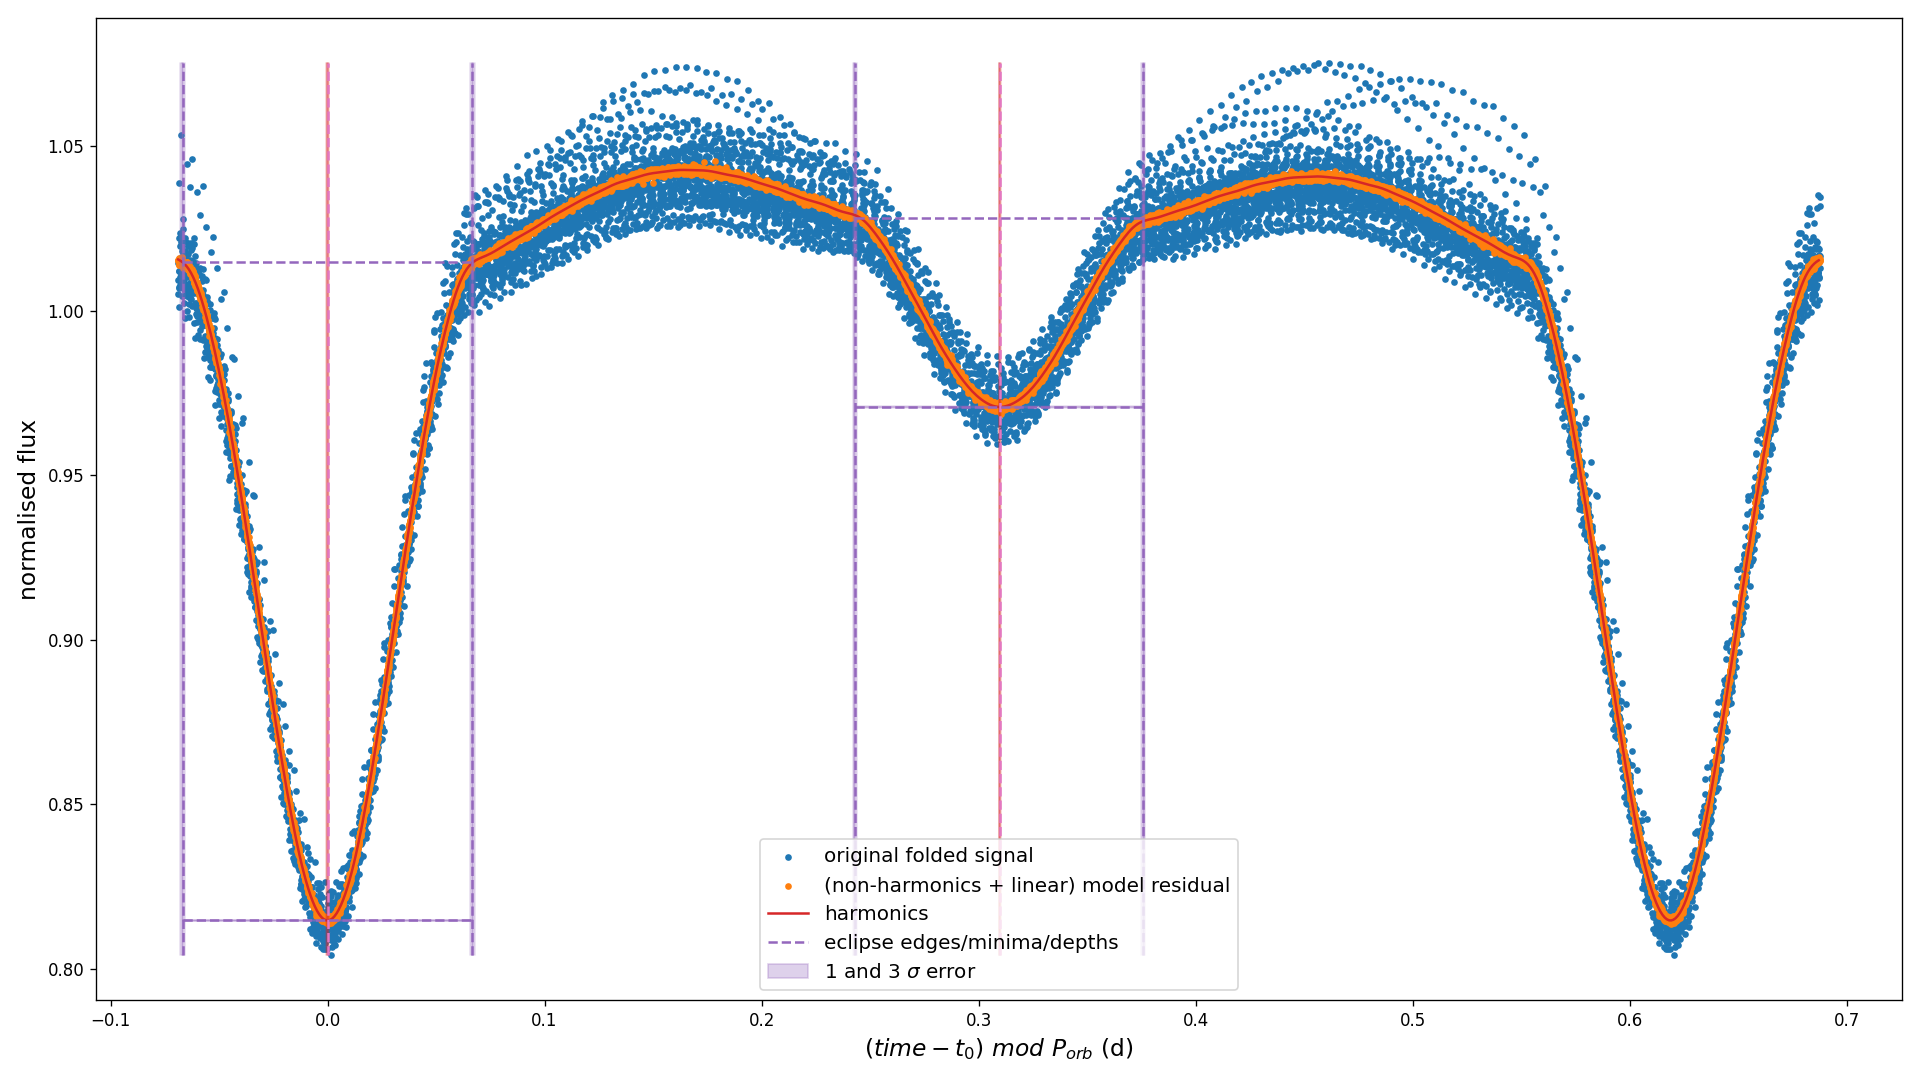 normalised flux
1.05
1.00
0.95
0.90
0.85
0.80
original folded signal
(non-harmonics + linear) model residual
harmonics
eclipse edges/minima/depths
1 and 3 σ error
−0.1 0.0 0.1 0.2 0.3 0.4 0.5 0.6 0.7
(time − t₀) mod P_orb (d)